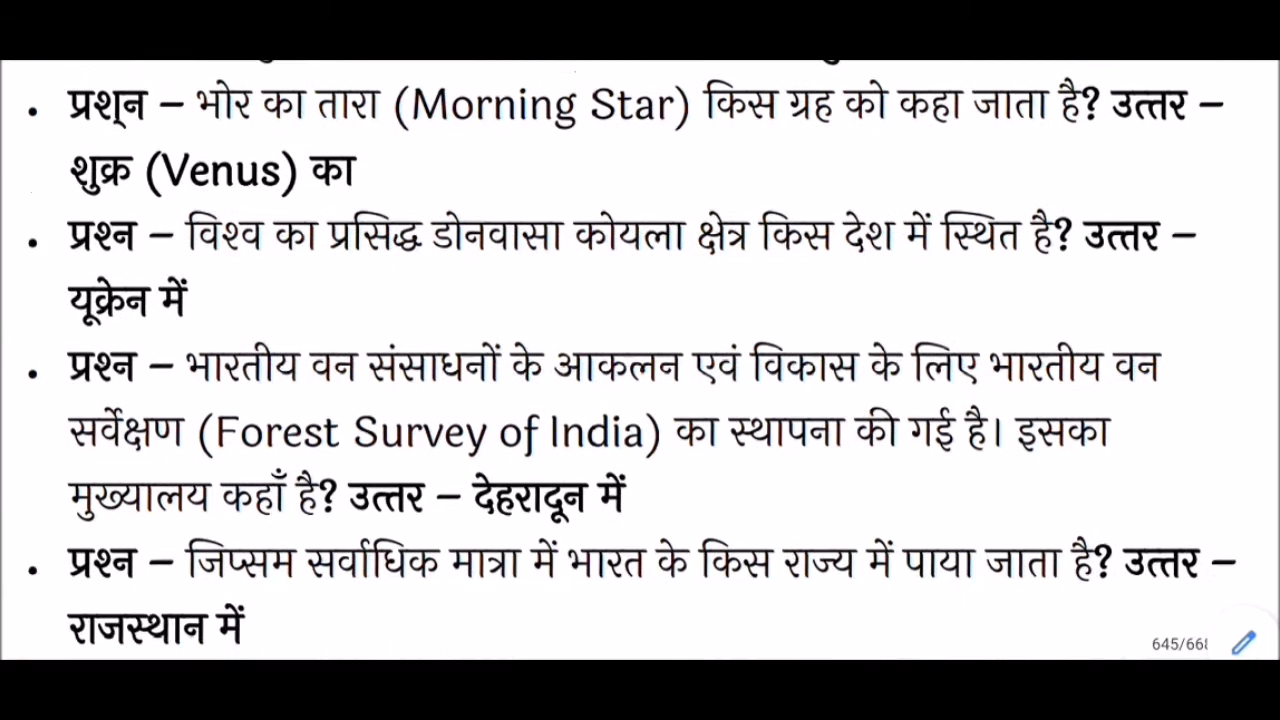 • प्रश्न – भोर का तारा (Morning Star) किस ग्रह को कहा जाता है? उत्तर –
शुक्र (Venus) का
• प्रश्न – विश्व का प्रसिद्ध डोनवासा कोयला क्षेत्र किस देश में स्थित है? उत्तर –
यूक्रेन में
• प्रश्न – भारतीय वन संसाधनों के आकलन एवं विकास के लिए भारतीय वन
सर्वेक्षण (Forest Survey of India) का स्थापना की गई है। इसका
मुख्यालय कहाँ है? उत्तर – देहरादून में
• प्रश्न – जिप्सम सर्वाधिक मात्रा में भारत के किस राज्य में पाया जाता है? उत्तर –
राजस्थान में
645/668